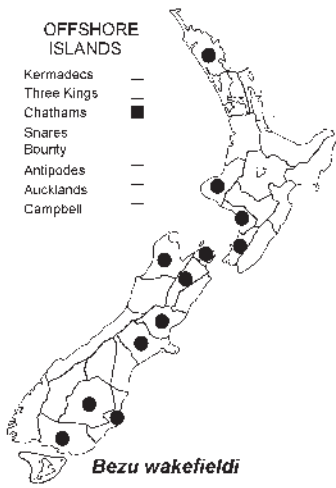 OFFSHORE
ISLANDS
Kermadecs
Three Kings
Chathams
Snares
Bounty
Antipodes
Aucklands
Campbell
Bezu wakefieldi